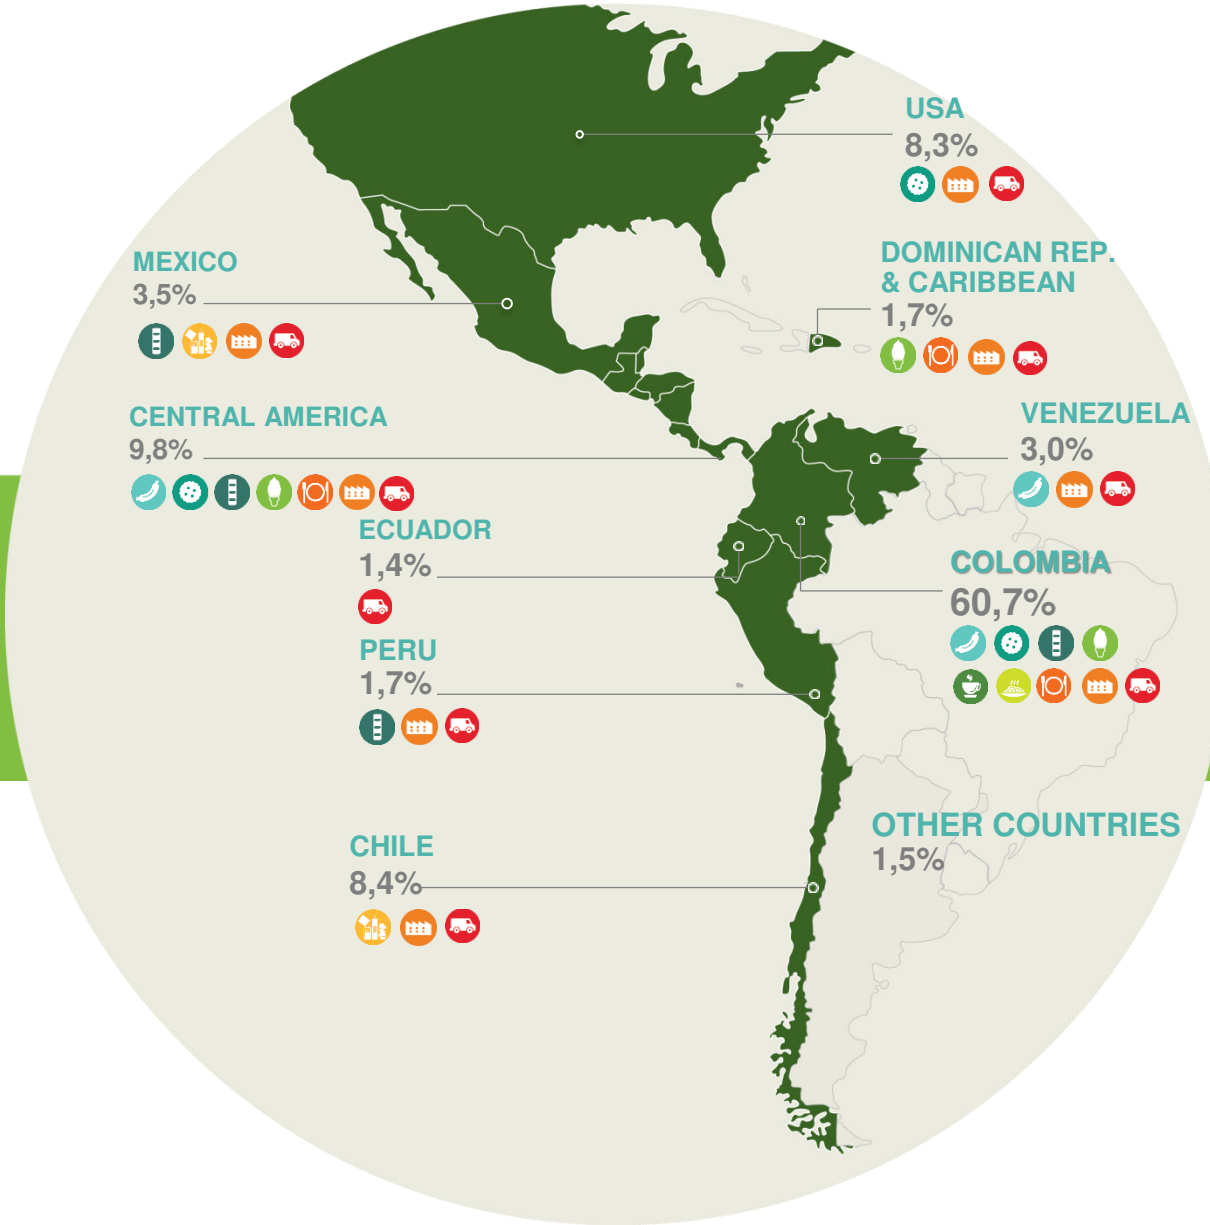 USA
8,3%
MEXICO
3,5%
DOMINICAN REP.
& CARIBBEAN
1,7%
CENTRAL AMERICA
9,8%
VENEZUELA
3,0%
ECUADOR
1,4%
COLOMBIA
60,7%
PERU
1,7%
OTHER COUNTRIES
1,5%
CHILE
8,4%